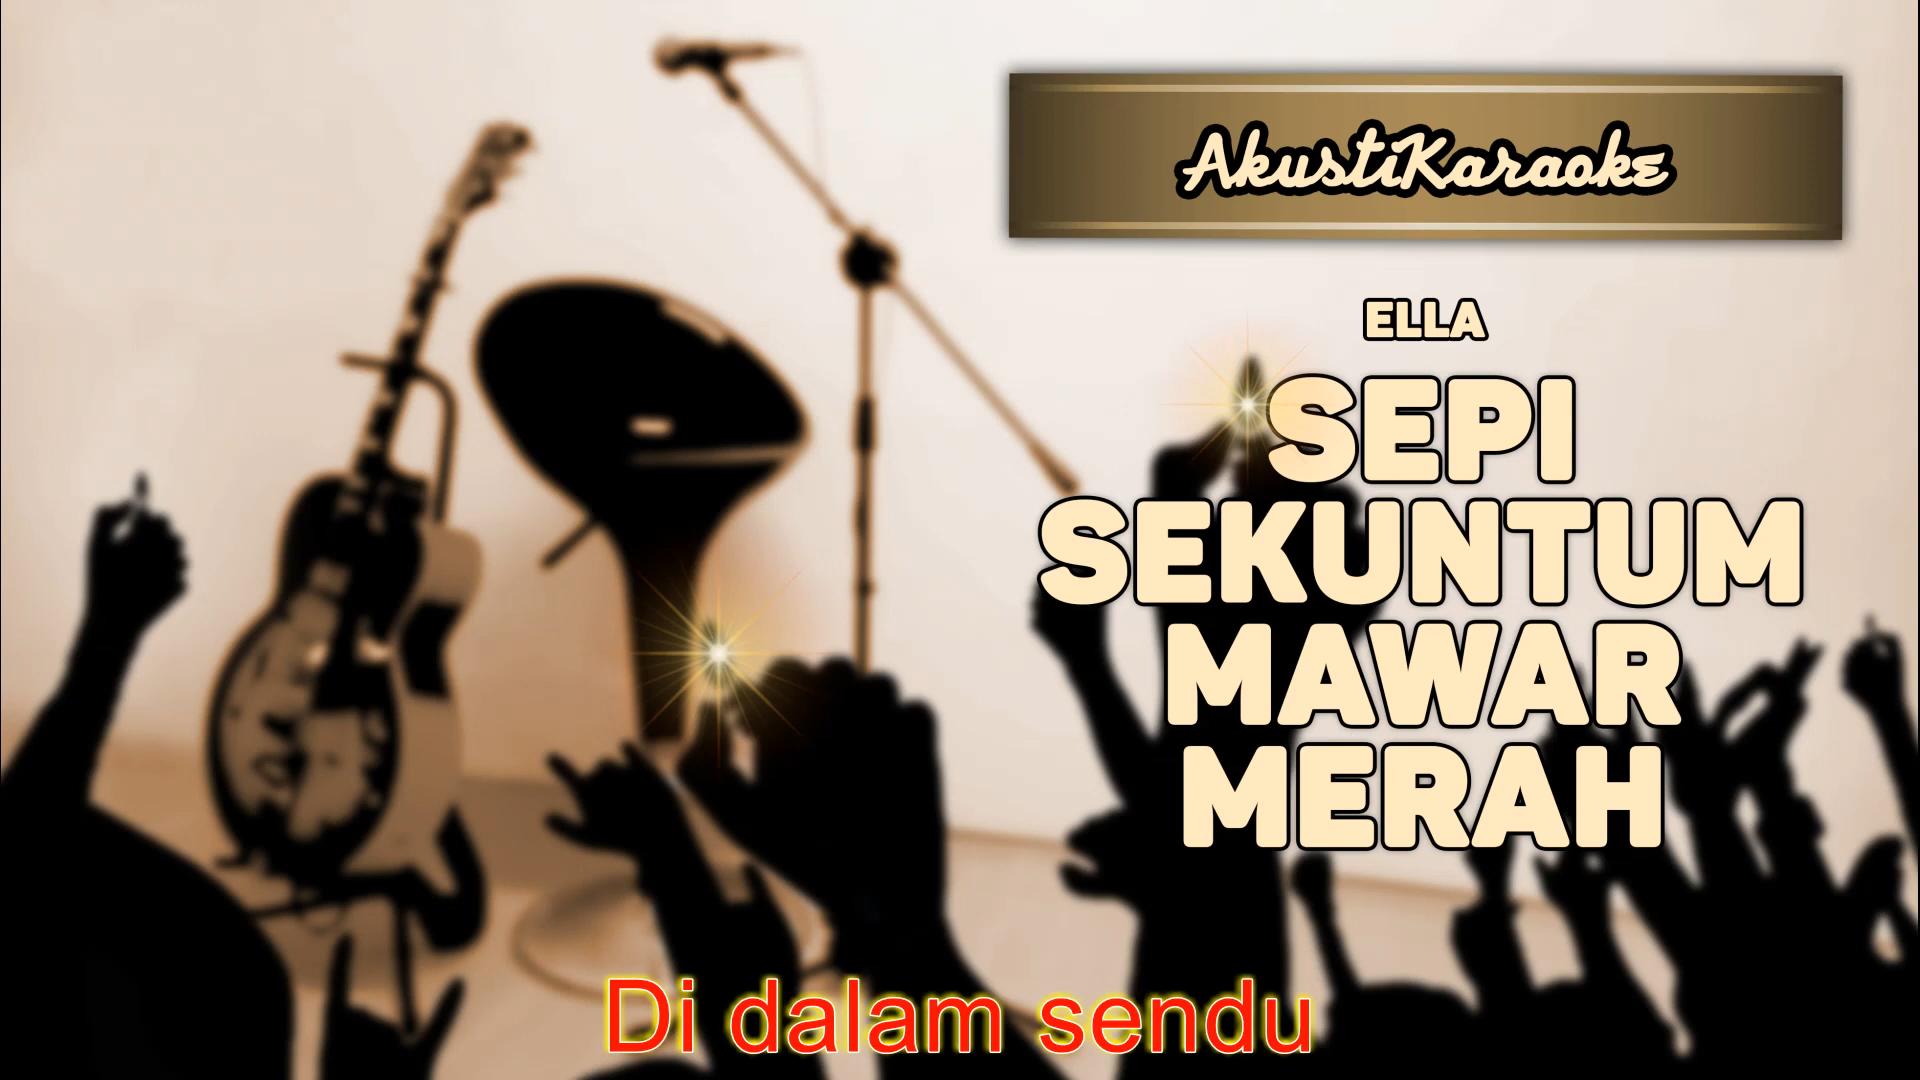 AkustiKaraoke
ELLA
SEPI
SEKUNTUM
MAWAR
MERAH
Di dalam sendu